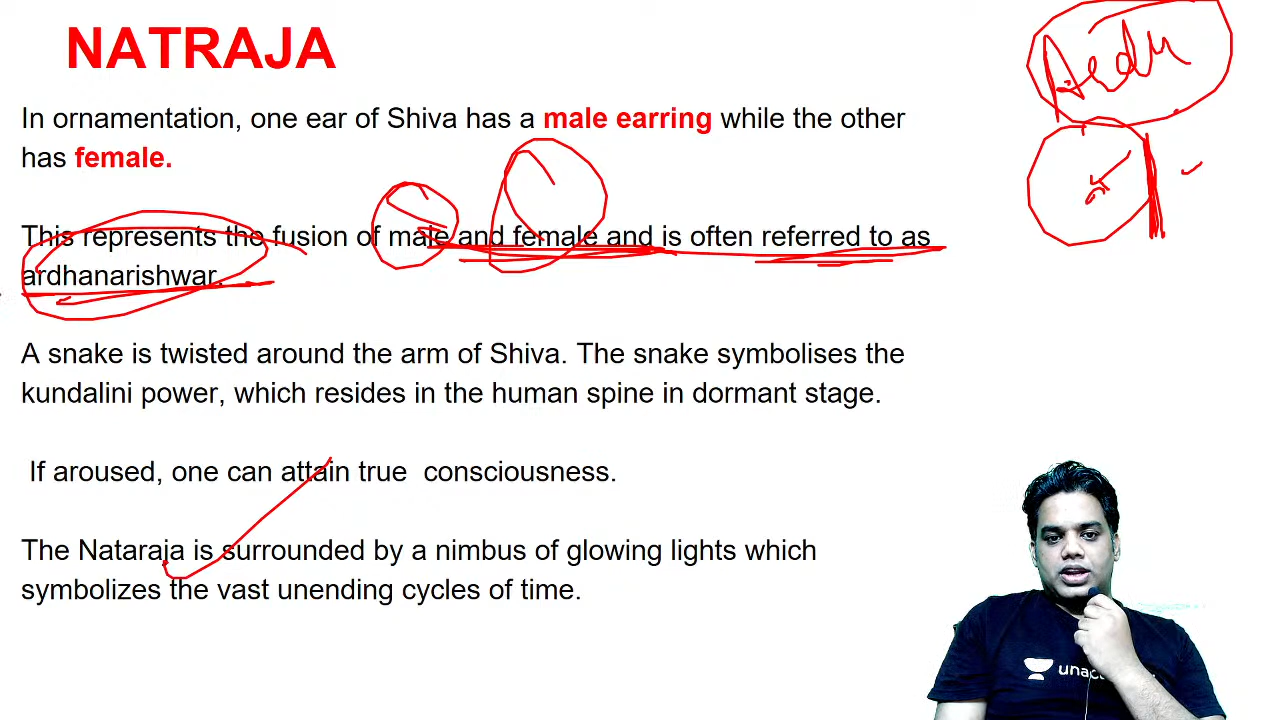 NATRAJA
In ornamentation, one ear of Shiva has a male earring while the other
has female.
This represents the fusion of male and female and is often referred to as
ardhanarishwar.
A snake is twisted around the arm of Shiva. The snake symbolises the
kundalini power, which resides in the human spine in dormant stage.
If aroused, one can attain true consciousness.
The Nataraja is surrounded by a nimbus of glowing lights which
symbolizes the vast unending cycles of time.